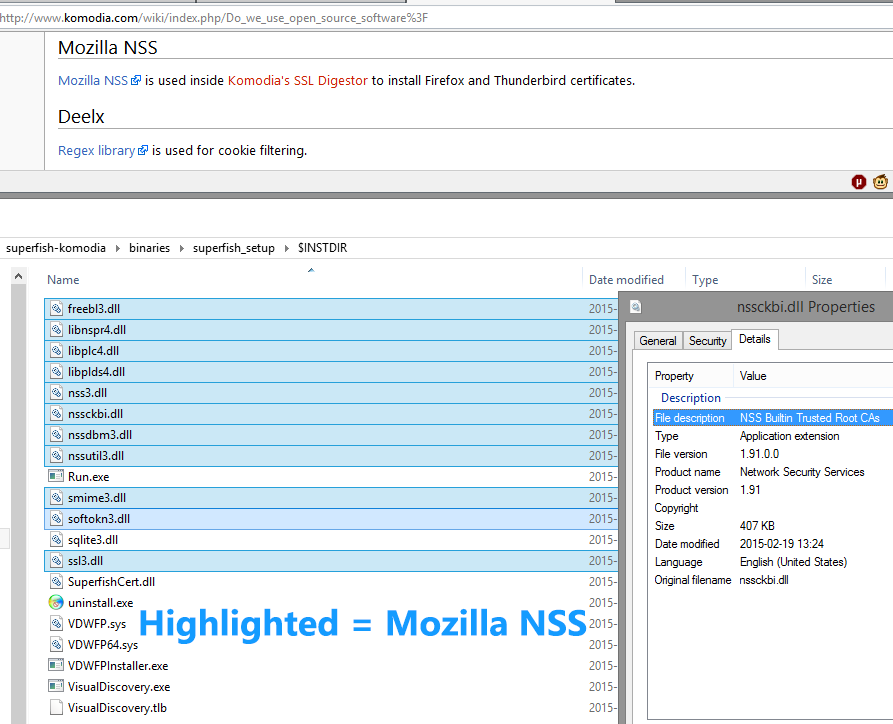 http://www.komodia.com/wiki/index.php/Do_we_use_open_source_software%3F
Mozilla NSS
Mozilla NSS is used inside Komodia's SSL Digestor to install Firefox and Thunderbird certificates.
Deelx
Regex library is used for cookie filtering.
superfish-komodia binaries superfish_setup $INSTDIR
Name Date modified Type Size
freebl3.dll 2015-
libnspr4.dll 2015-
libplc4.dll 2015-
libplds4.dll 2015-
nss3.dll 2015-
nssckbi.dll 2015-
nssdbm3.dll 2015-
nssutil3.dll 2015-
Run.exe 2015-
smime3.dll 2015-
softokn3.dll 2015-
sqlite3.dll 2015-
ssl3.dll 2015-
SuperfishCert.dll 2015-
uninstall.exe 2015-
VDWFP.sys 2015-
VDWFP64.sys 2015-
VDWFPInstaller.exe 2015-
VisualDiscovery.exe 2015-
VisualDiscovery.tlb 2015-
Highlighted = Mozilla NSS
nssckbi.dll Properties
General Security Details
Property Value
Description
File description NSS Builtin Trusted Root CAs
Type Application extension
File version 1.91.0.0
Product name Network Security Services
Product version 1.91
Copyright
Size 407 KB
Date modified 2015-02-19 13:24
Language English (United States)
Original filename nssckbi.dll